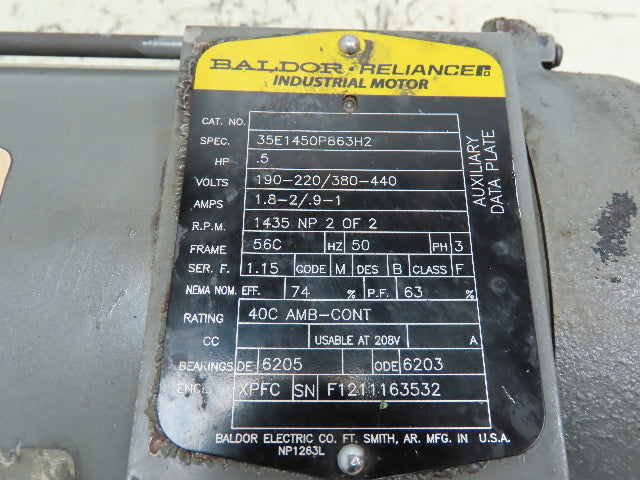 BALDOR • RELIANCE
INDUSTRIAL MOTOR
CAT. NO.
SPEC. 35E1450P863H2
HP .5
VOLTS 190-220/380-440
AMPS 1.8-2/.9-1
R.P.M. 1435 NP 2 OF 2
FRAME 56C HZ 50 PH 3
SER. F. 1.15 CODE M DES B CLASS F
NEMA NOM. EFF. 74 % P.F. 63 %
RATING 40C AMB-CONT
CC USABLE AT 208V A
BEARINGS DE 6205 ODE 6203
ENCL. XPFC SN F1211163532
BALDOR ELECTRIC CO. FT. SMITH, AR. MFG. IN U.S.A.
NP1263L
AUXILIARY
DATA PLATE